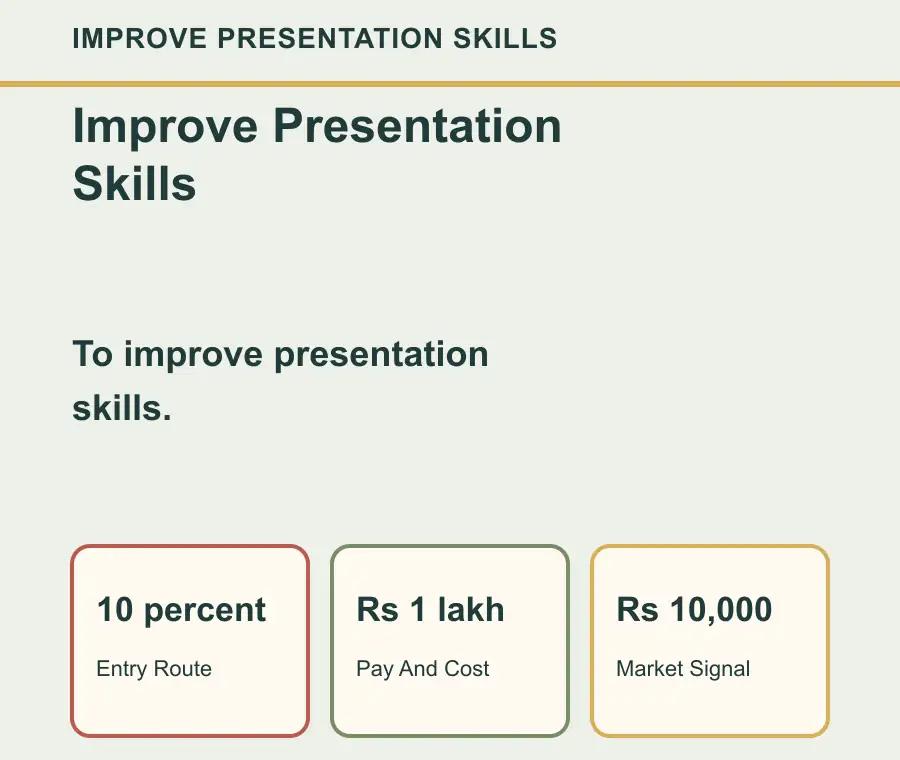 IMPROVE PRESENTATION SKILLS
Improve Presentation
Skills
To improve presentation
skills.
10 percent
Entry Route
Rs 1 lakh
Pay And Cost
Rs 10,000
Market Signal